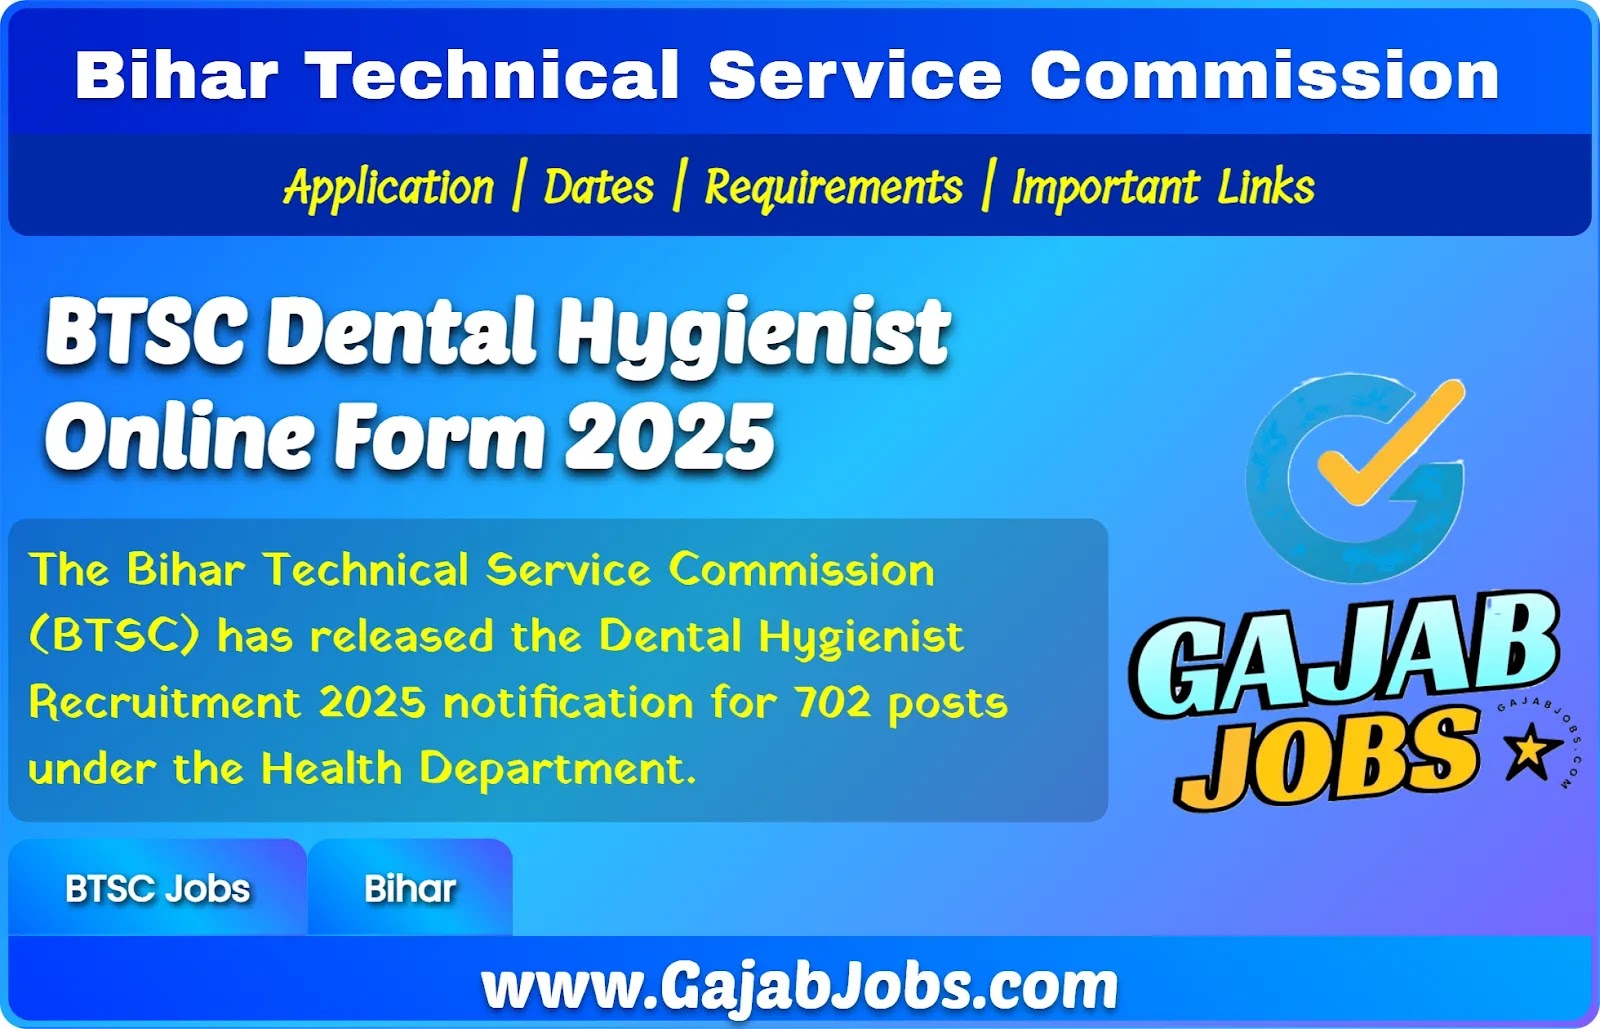 Bihar Technical Service Commission
Application | Dates | Requirements | Important Links
BTSC Dental Hygienist
Online Form 2025
The Bihar Technical Service Commission
(BTSC) has released the Dental Hygienist
Recruitment 2025 notification for 702 posts
under the Health Department.
GAJAB
JOBS
GAJABJOBS.COM
BTSC Jobs
Bihar
www.GajabJobs.com